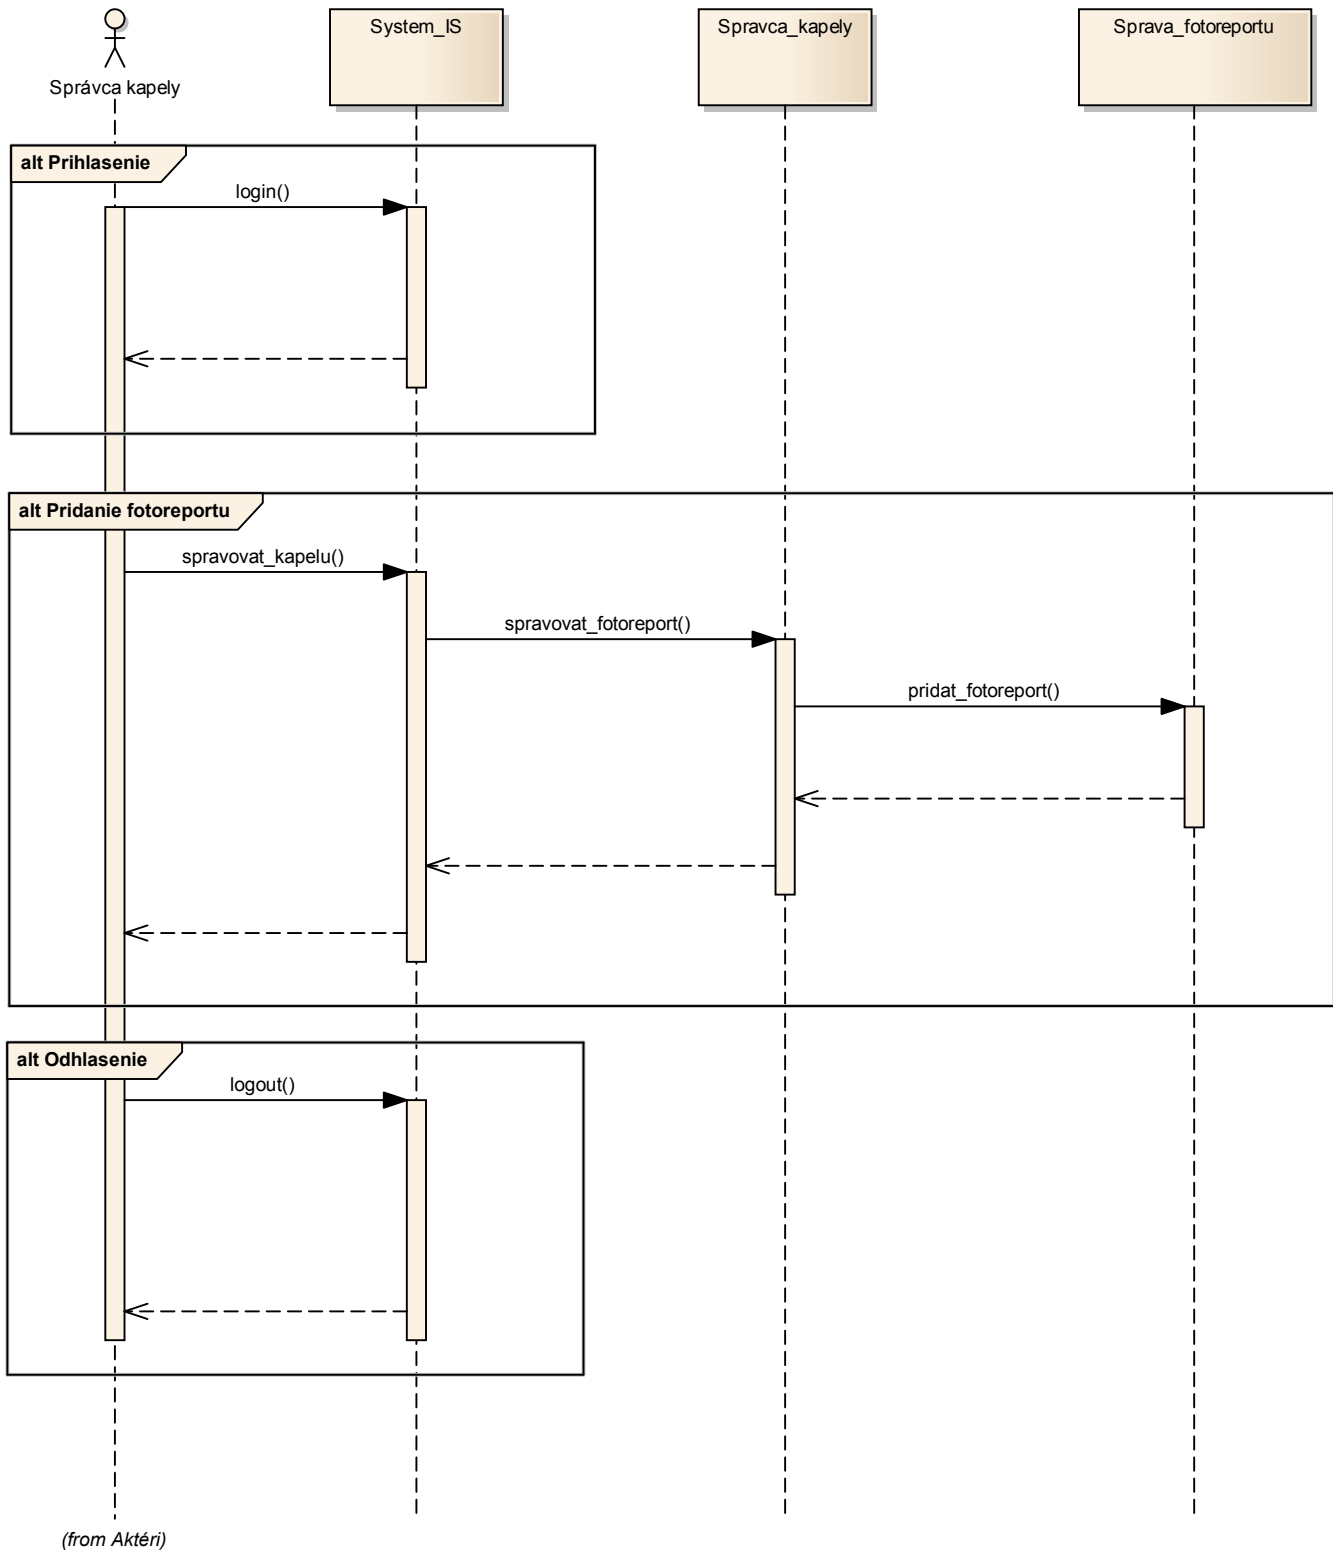 System_IS
Spravca_kapely
Sprava_fotoreportu
Správca kapely
alt Prihlasenie
login()
alt Pridanie fotoreportu
spravovat_kapelu()
spravovat_fotoreport()
pridat_fotoreport()
alt Odhlasenie
logout()
(from Aktéri)